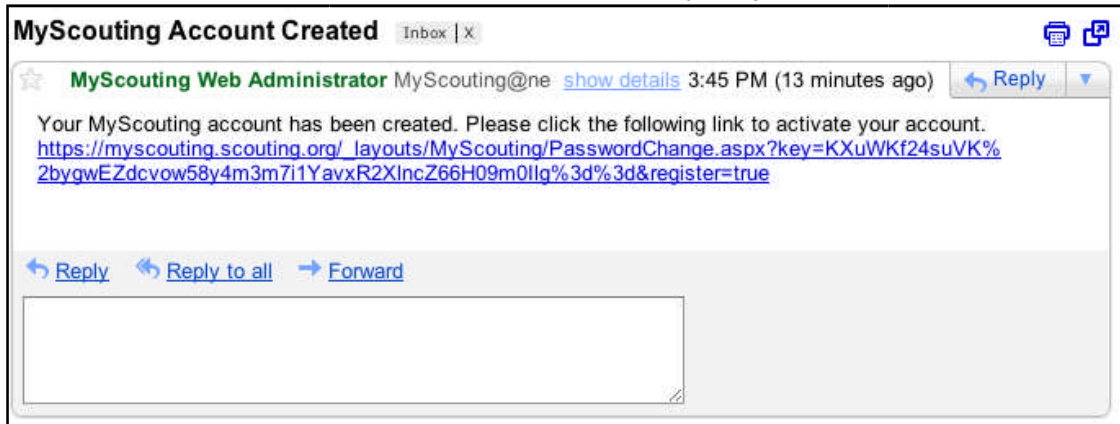 MyScouting Account Created Inbox | X
MyScouting Web Administrator MyScouting@ne show details 3:45 PM (13 minutes ago) Reply
Your MyScouting account has been created. Please click the following link to activate your account.
https://myscouting.scouting.org/_layouts/MyScouting/PasswordChange.aspx?key=KXuWKf24suVK%
2bygwEZdcvow58y4m3m7i1YavxR2XIncZ66H09m0IIg%3d%3d&register=true
Reply Reply to all Forward